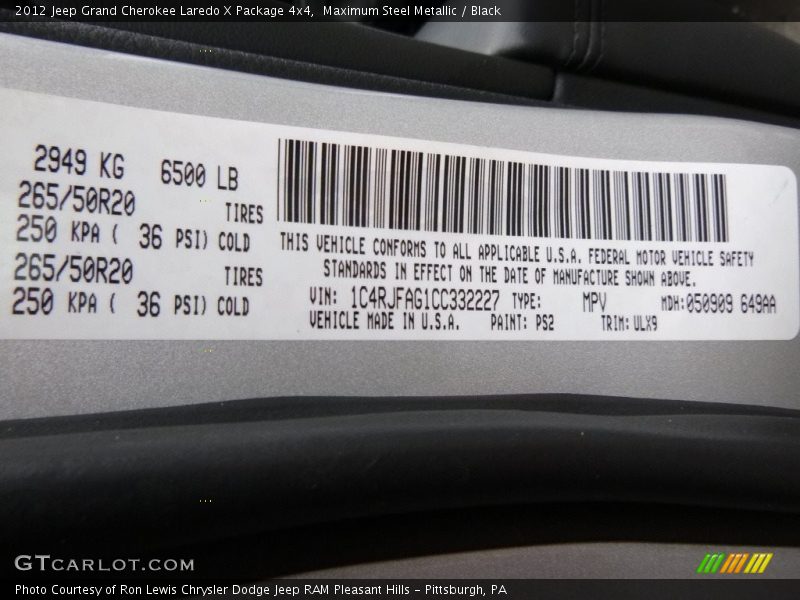 2012 Jeep Grand Cherokee Laredo X Package 4x4,  Maximum Steel Metallic / Black
2949 KG 6500 LB
265/50R20 TIRES
250 KPA ( 36 PSI) COLD
265/50R20 TIRES
250 KPA ( 36 PSI) COLD
THIS VEHICLE CONFORMS TO ALL APPLICABLE U.S.A. FEDERAL MOTOR VEHICLE SAFETY
STANDARDS IN EFFECT ON THE DATE OF MANUFACTURE SHOWN ABOVE.
VIN: 1C4RJFAG1CC332227 TYPE: MPV MDH:050909 649AA
VEHICLE MADE IN U.S.A. PAINT: PS2 TRIM:ULX9
GTCARLOT.COM
Photo Courtesy of Ron Lewis Chrysler Dodge Jeep RAM Pleasant Hills - Pittsburgh, PA